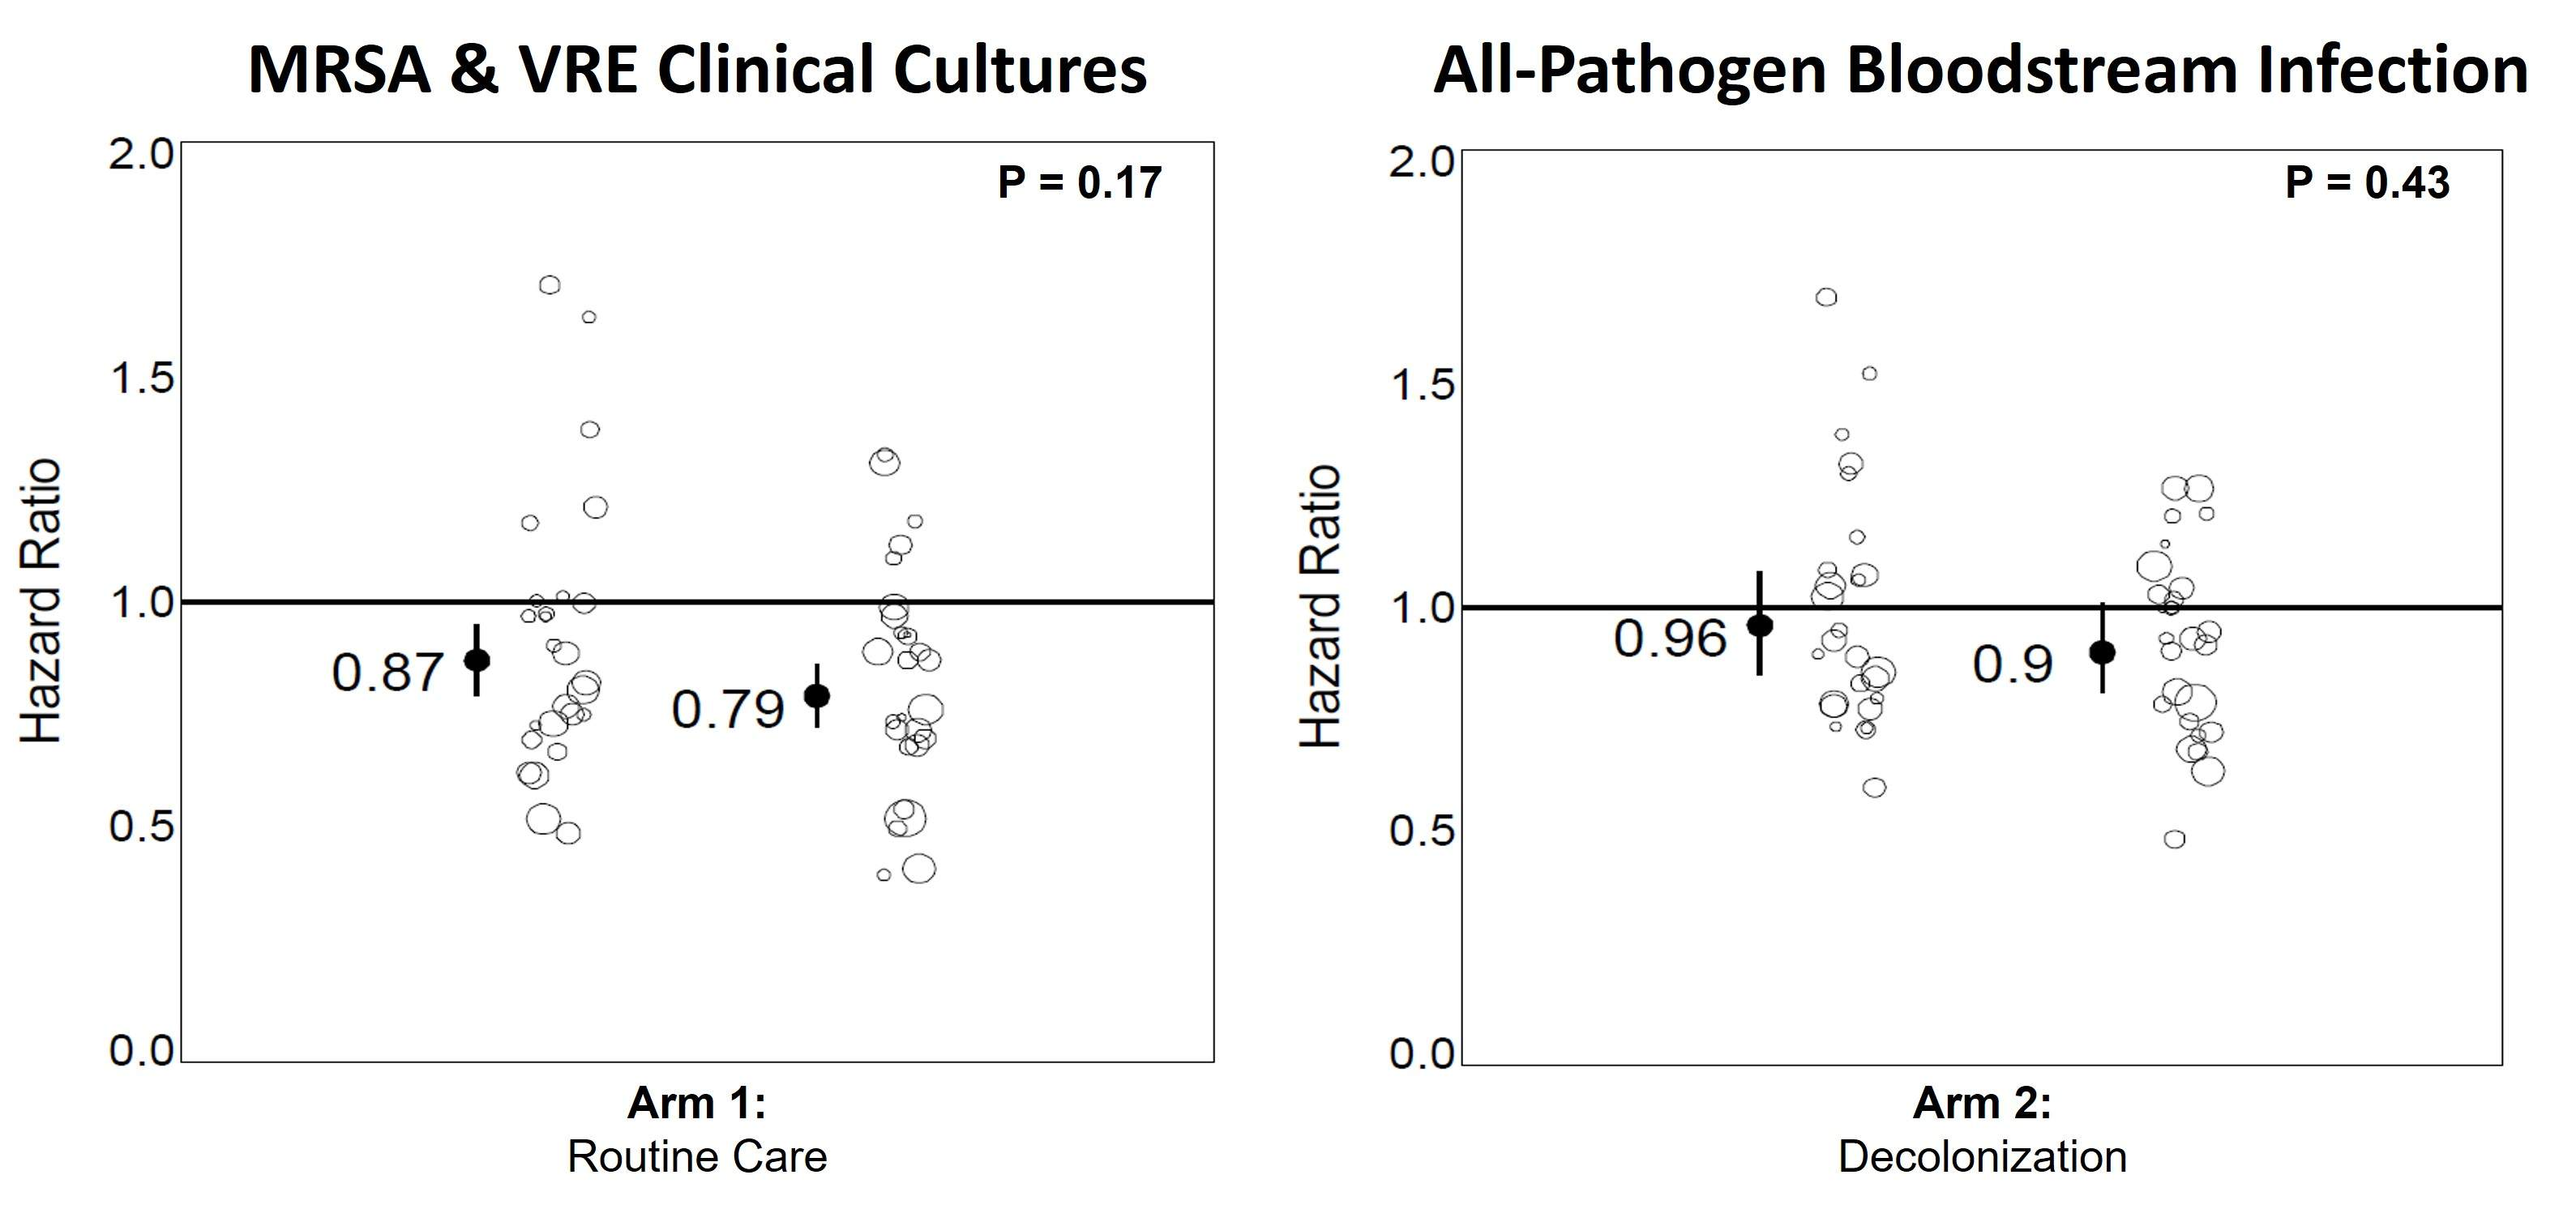 MRSA & VRE Clinical Cultures
2.0
1.5
1.0
0.5
0.0
Hazard Ratio
P = 0.17
0.87
0.79
Arm 1:
Routine Care
All-Pathogen Bloodstream Infection
2.0
1.5
1.0
0.5
0.0
Hazard Ratio
P = 0.43
0.96
0.9
Arm 2:
Decolonization